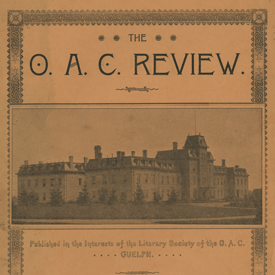 THE
O. A. C. REVIEW.
Published in the Interests of the Literary Society of the O. A. C.
GUELPH.